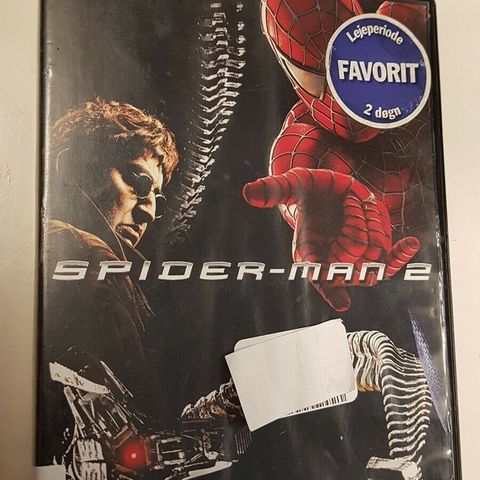 Lejeperiode
FAVORIT
2 døgn
SPIDER-MAN 2